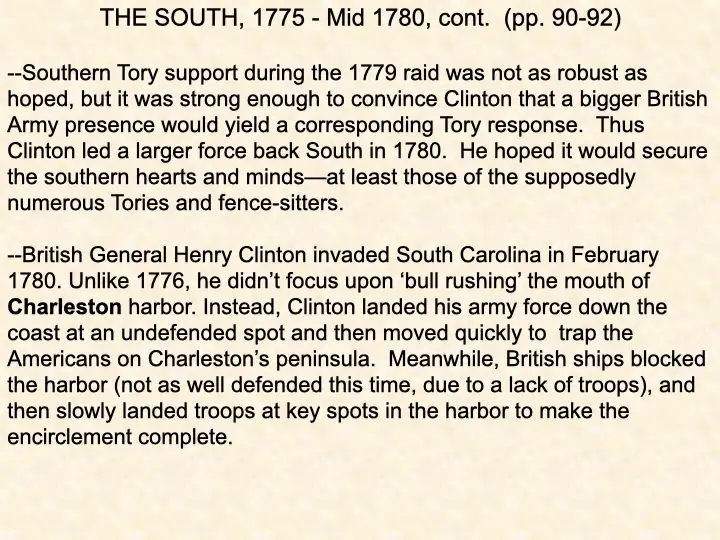 THE SOUTH, 1775 - Mid 1780, cont.  (pp. 90-92)
--Southern Tory support during the 1779 raid was not as robust as
hoped, but it was strong enough to convince Clinton that a bigger British
Army presence would yield a corresponding Tory response.  Thus
Clinton led a larger force back South in 1780.  He hoped it would secure
the southern hearts and minds—at least those of the supposedly
numerous Tories and fence-sitters.
--British General Henry Clinton invaded South Carolina in February
1780. Unlike 1776, he didn’t focus upon ‘bull rushing’ the mouth of
Charleston harbor. Instead, Clinton landed his army force down the
coast at an undefended spot and then moved quickly to  trap the
Americans on Charleston’s peninsula.  Meanwhile, British ships blocked
the harbor (not as well defended this time, due to a lack of troops), and
then slowly landed troops at key spots in the harbor to make the
encirclement complete.